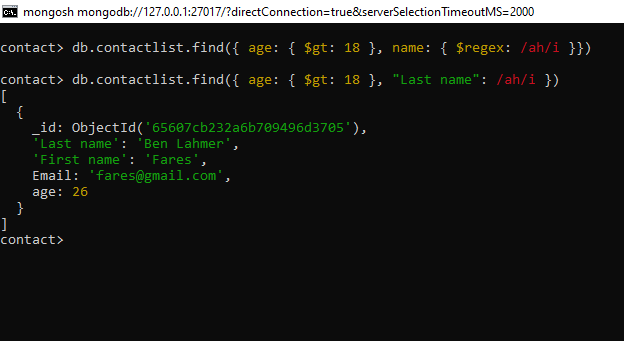 mongosh mongodb://127.0.0.1:27017/?directConnection=true&serverSelectionTimeoutMS=2000
contact> db.contactlist.find({ age: { $gt: 18 }, name: { $regex: /ah/i }})
contact> db.contactlist.find({ age: { $gt: 18 }, "Last name": /ah/i })
[
  {
    _id: ObjectId('65607cb232a6b709496d3705'),
    'Last name': 'Ben Lahmer',
    'First name': 'Fares',
    Email: 'fares@gmail.com',
    age: 26
  }
]
contact>